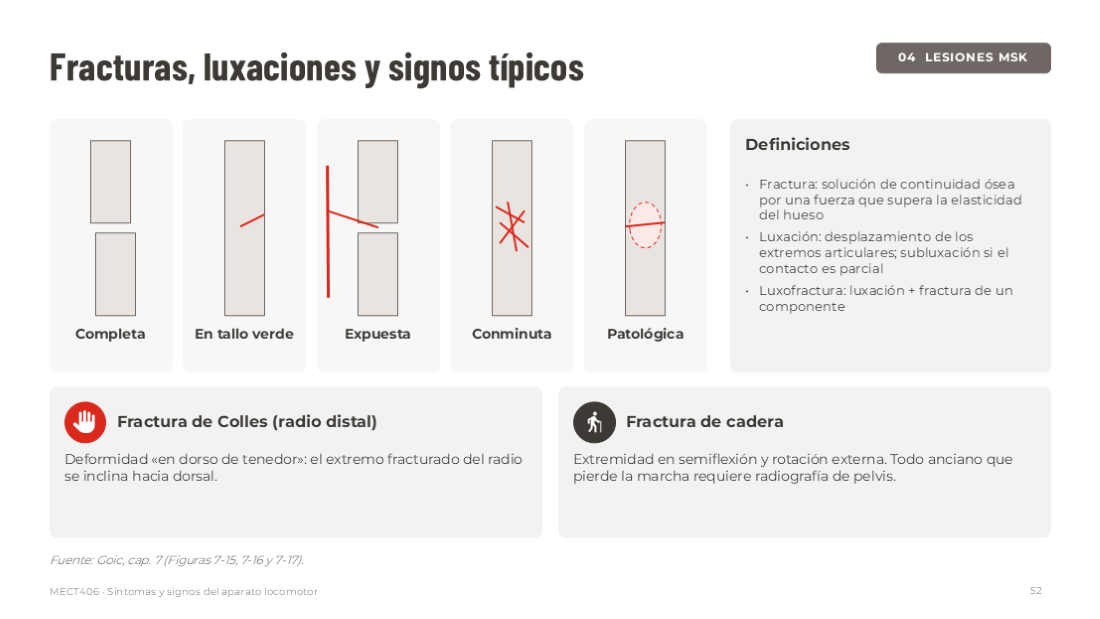 Fracturas, luxaciones y signos típicos
04 LESIONES MSK
Completa
En tallo verde
Expuesta
Conminuta
Patológica
Definiciones
• Fractura: solución de continuidad ósea
por una fuerza que supera la elasticidad
del hueso
• Luxación: desplazamiento de los
extremos articulares; subluxación si el
contacto es parcial
• Luxofractura: luxación + fractura de un
componente
Fractura de Colles (radio distal)
Deformidad «en dorso de tenedor»: el extremo fracturado del radio
se inclina hacia dorsal.
Fractura de cadera
Extremidad en semiflexión y rotación externa. Todo anciano que
pierde la marcha requiere radiografía de pelvis.
Fuente: Goic, cap. 7 (Figuras 7-15, 7-16 y 7-17).
MECT406 · Síntomas y signos del aparato locomotor
52